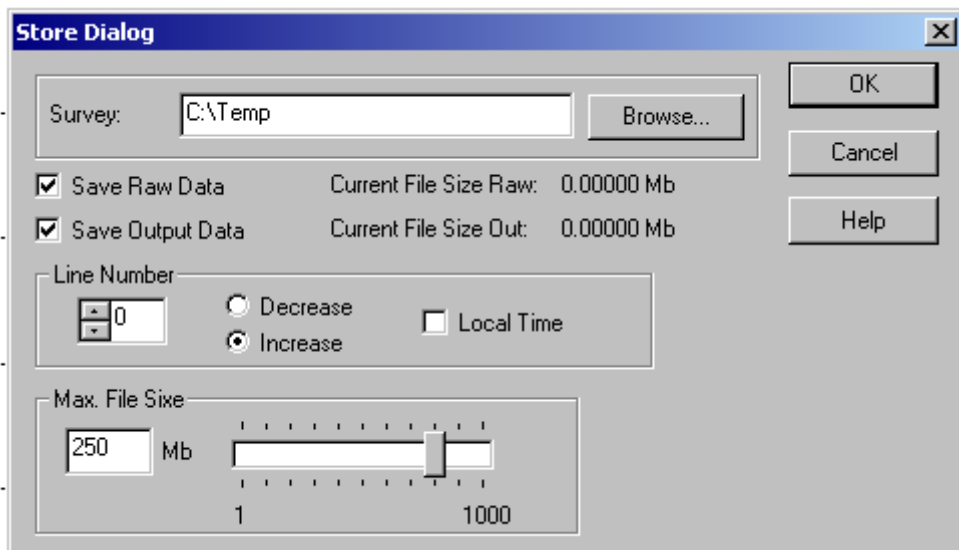 Store Dialog
Survey: C:\Temp Browse...
OK
Cancel
Help
Save Raw Data Current File Size Raw: 0.00000 Mb
Save Output Data Current File Size Out: 0.00000 Mb
Line Number
0 Decrease
Increase
Local Time
Max. File Sixe
250 Mb
1 1000